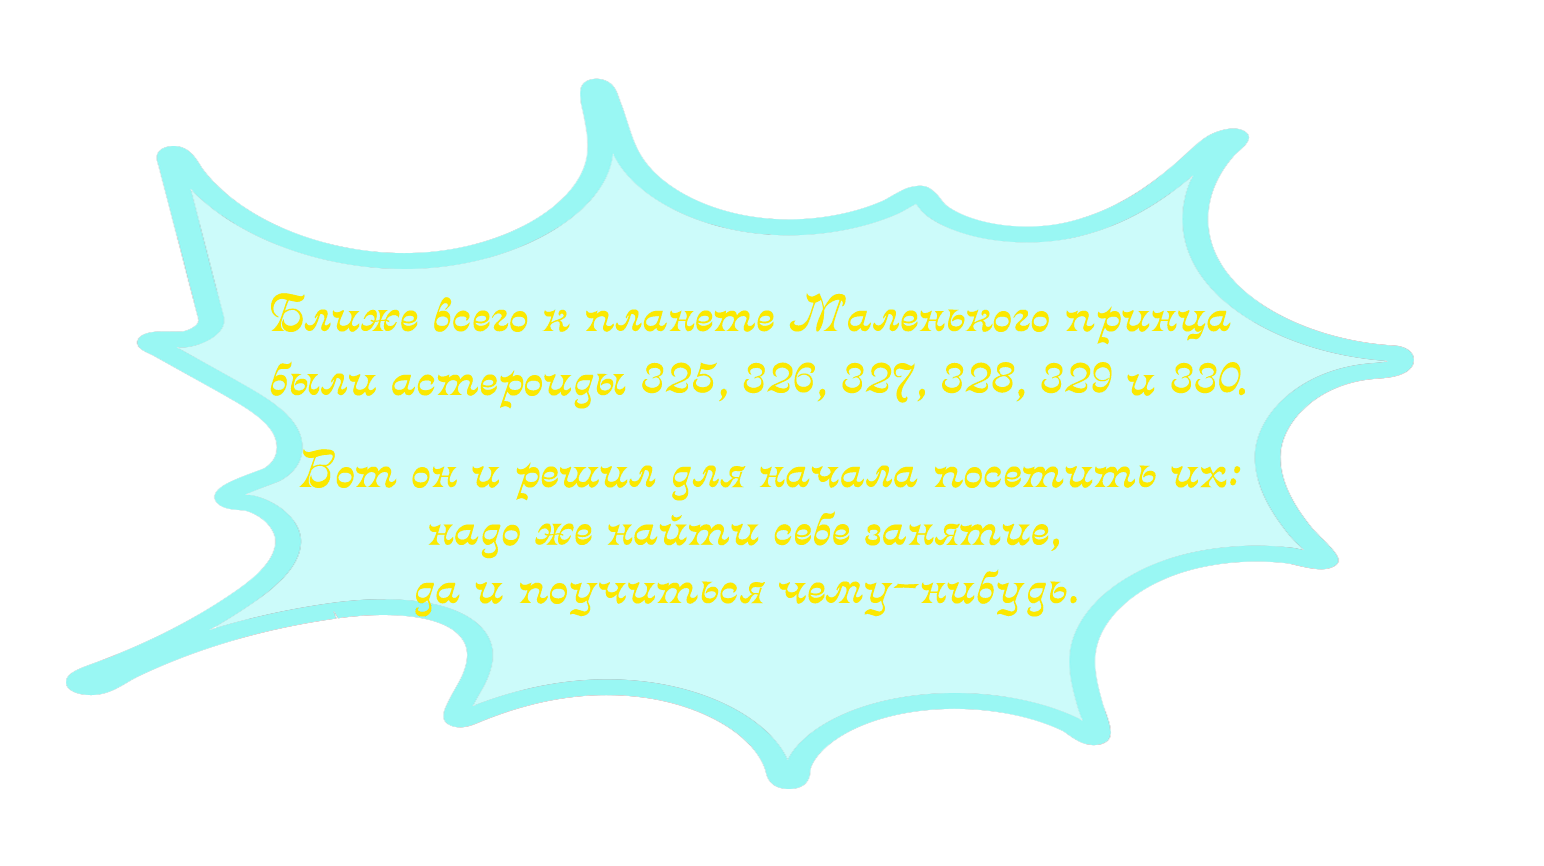 Ближе всего к планете Маленького принца
были астероиды 325, 326, 327, 328, 329 и 330.
Вот он и решил для начала посетить их:
надо же найти себе занятие,
да и поучиться чему-нибудь.